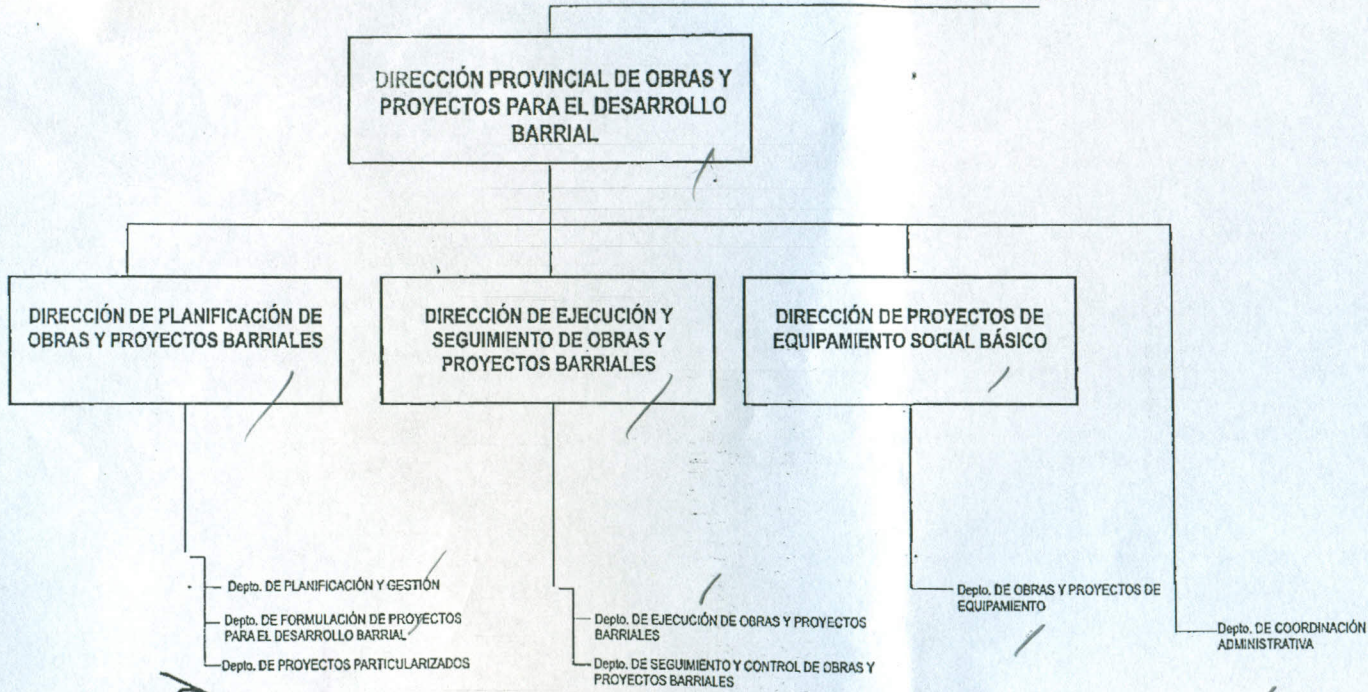 DIRECCIÓN PROVINCIAL DE OBRAS Y
PROYECTOS PARA EL DESARROLLO
BARRIAL
DIRECCIÓN DE PLANIFICACIÓN DE
OBRAS Y PROYECTOS BARRIALES
DIRECCIÓN DE EJECUCIÓN Y
SEGUIMIENTO DE OBRAS Y
PROYECTOS BARRIALES
DIRECCIÓN DE PROYECTOS DE
EQUIPAMIENTO SOCIAL BÁSICO
Depto. DE PLANIFICACIÓN Y GESTIÓN
Depto. DE FORMULACIÓN DE PROYECTOS
PARA EL DESARROLLO BARRIAL
Depto. DE PROYECTOS PARTICULARIZADOS
Depto. DE EJECUCIÓN DE OBRAS Y PROYECTOS
BARRIALES
Depto. DE SEGUIMIENTO Y CONTROL DE OBRAS Y
PROYECTOS BARRIALES
Depto. DE OBRAS Y PROYECTOS DE
EQUIPAMIENTO
Depto. DE COORDINACIÓN
ADMINISTRATIVA